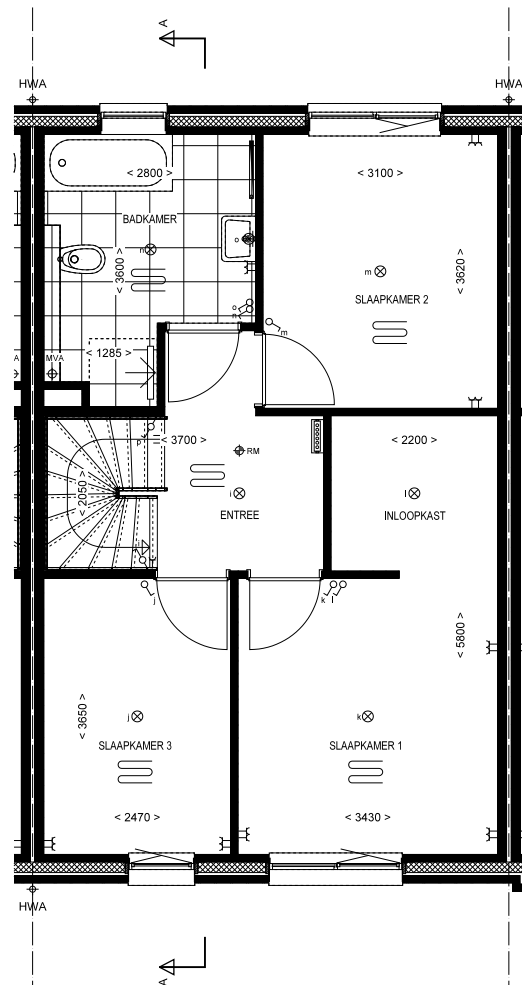 A
HWA
HWA
< 2800 >
< 3100 >
BADKAMER
n
< 3600 >
m
< 3620 >
SLAAPKAMER 2
n
m
A
MVA
< 1285 >
p
< 3700 >
< 2200 >
RM
< 2050 >
i
l
ENTREE
INLOOPKAST
j
k
l
< 5800 >
< 3650 >
j
k
SLAAPKAMER 3
SLAAPKAMER 1
< 2470 >
< 3430 >
HWA
HWA
A